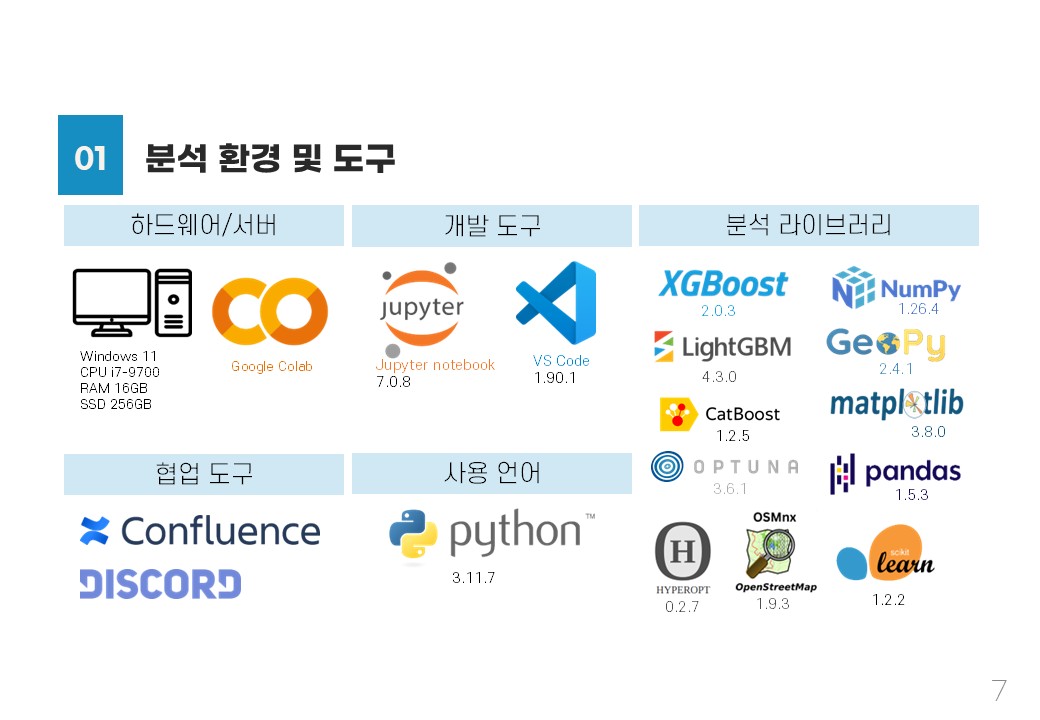 01
분석 환경 및 도구
하드웨어/서버
Windows 11
CPU i7-9700
RAM 16GB
SSD 256GB
Google Colab
개발 도구
jupyter
Jupyter notebook
7.0.8
VS Code
1.90.1
분석 라이브러리
XGBoost
2.0.3
NumPy
1.26.4
LightGBM
4.3.0
GeoPy
2.4.1
CatBoost
1.2.5
matplotlib
3.8.0
OPTUNA
3.6.1
pandas
1.5.3
H
HYPEROPT
0.2.7
OSMnx
OpenStreetMap
1.9.3
scikit
learn
1.2.2
협업 도구
Confluence
DISCORD
사용 언어
python™
3.11.7
7